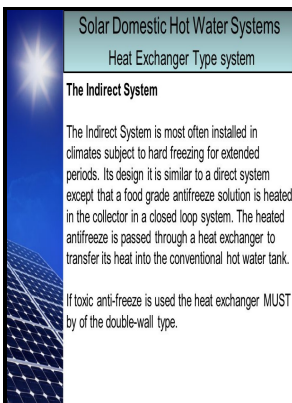 Solar Domestic Hot Water Systems
Heat Exchanger Type system
The Indirect System
The Indirect System is most often installed in
climates subject to hard freezing for extended
periods. Its design it is similar to a direct system
except that a food grade antifreeze solution is heated
in the collector in a closed loop system. The heated
antifreeze is passed through a heat exchanger to
transfer its heat into the conventional hot water tank.
If toxic anti-freeze is used the heat exchanger MUST
by of the double-wall type.